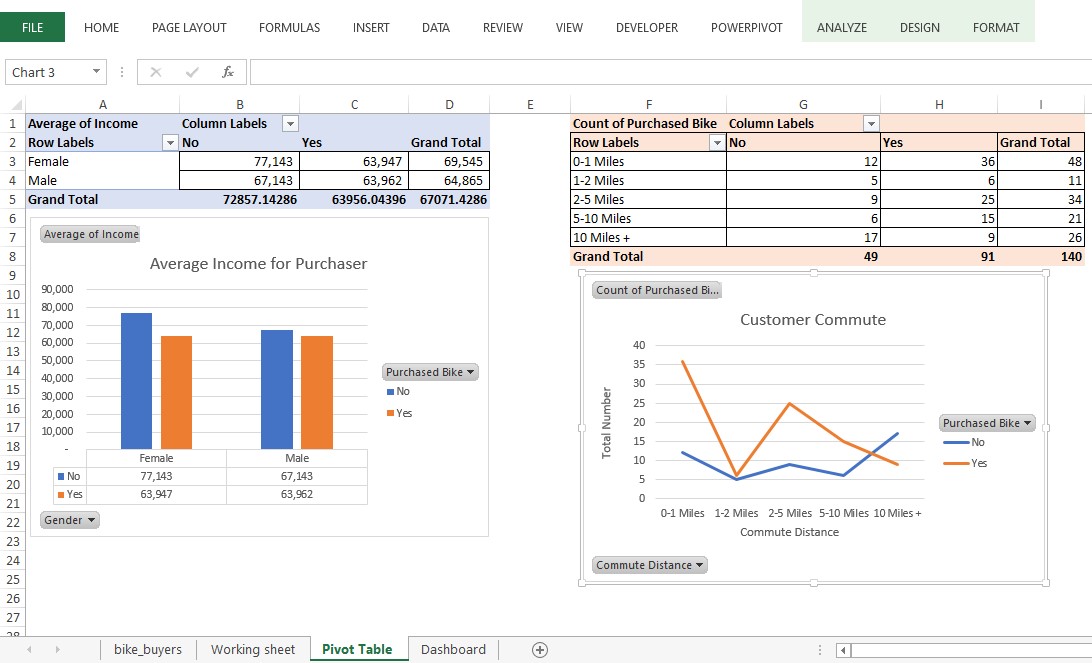 FILE HOME PAGE LAYOUT FORMULAS INSERT DATA REVIEW VIEW DEVELOPER POWERPIVOT ANALYZE DESIGN FORMAT
Chart 3 fx
A B C D E F G H I
1 Average of Income Column Labels Count of Purchased Bike Column Labels
2 Row Labels No Yes Grand Total Row Labels No Yes Grand Total
3 Female 77,143 63,947 69,545 0-1 Miles 12 36 48
4 Male 67,143 63,962 64,865 1-2 Miles 5 6 11
5 Grand Total 72857.14286 63956.04396 67071.4286 2-5 Miles 9 25 34
6 5-10 Miles 6 15 21
7 10 Miles + 17 9 26
8 Grand Total 49 91 140
9
10
11
12
13
14
15
16
17
18
19
20
21
22
23
24
25
26
27
28
Average of Income
Average Income for Purchaser
90,000
80,000
70,000
60,000
50,000
40,000
30,000
20,000
10,000
-
Female Male
No 77,143 67,143
Yes 63,947 63,962
Purchased Bike
No
Yes
Gender
Count of Purchased Bi...
Customer Commute
Total Number
40
35
30
25
20
15
10
5
0
0-1 Miles 1-2 Miles 2-5 Miles 5-10 Miles 10 Miles +
Commute Distance
Purchased Bike
No
Yes
Commute Distance
bike_buyers Working sheet Pivot Table Dashboard